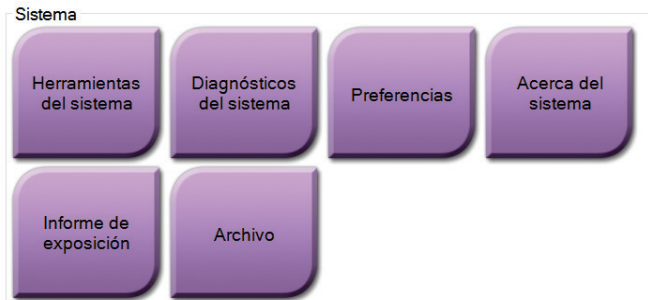 Sistema
Herramientas
del sistema
Diagnósticos
del sistema
Preferencias
Acerca del
sistema
Informe de
exposición
Archivo